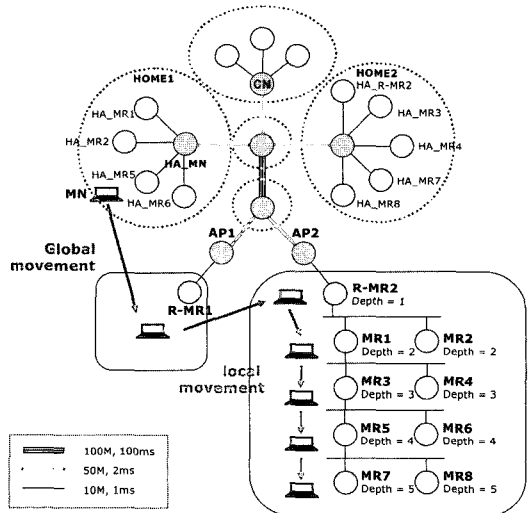 CN
HOME1
HOME2
HA_R-MR2
HA_MR1
HA_MR3
HA_MR2
HA_MN
HA_MR4
HA_MR5
HA_MR7
MN
HA_MR6
HA_MR8
AP1
AP2
Global
movement
R-MR1
R-MR2
Depth = 1
MR1
Depth = 2
MR2
Depth = 2
local
movement
MR3
Depth = 3
MR4
Depth = 3
MR5
Depth = 4
MR6
Depth = 4
MR7
Depth = 5
MR8
Depth = 5
100M, 100ms
50M, 2ms
10M, 1ms